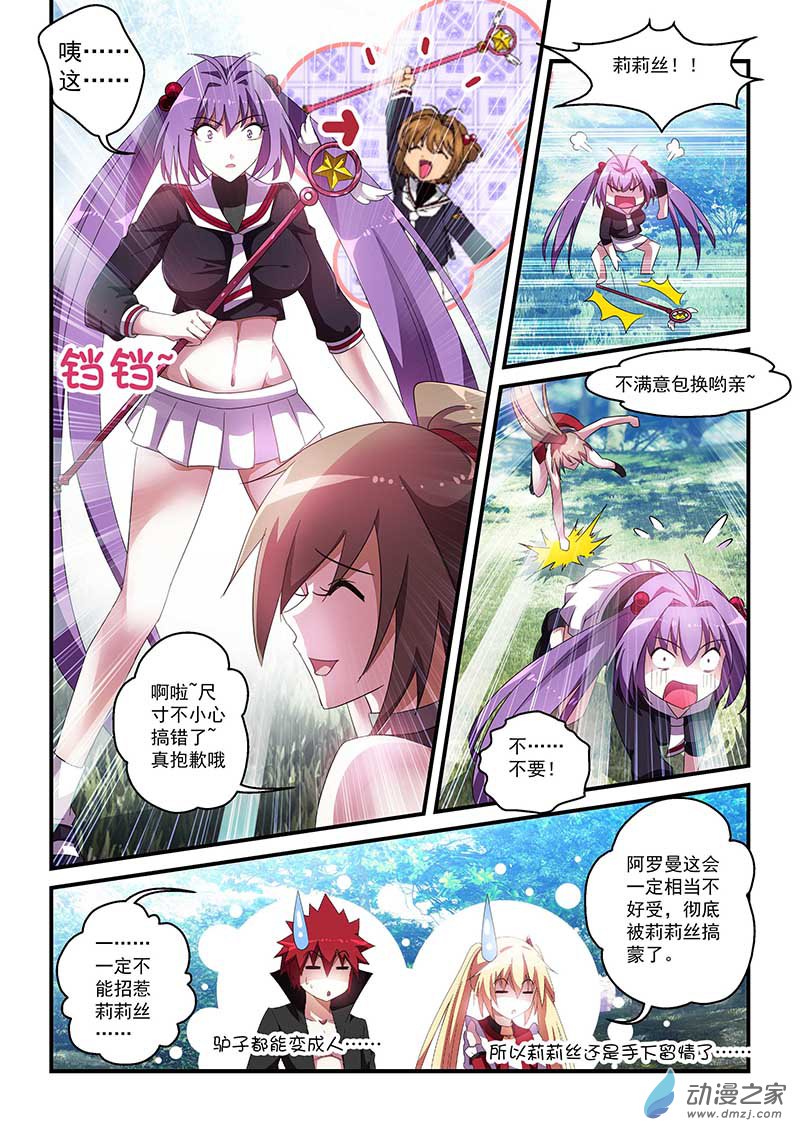 咦……
这……
铛铛~
啊啦~尺
寸不小心
搞错了~
真抱歉哦
莉莉丝！！
不满意包换哟亲~
不……
不要！
一……
一定不
能招惹
莉莉丝
……
驴子都能变成人……
阿罗曼这会
一定相当不
好受，彻底
被莉莉丝搞
蒙了。
所以莉莉丝还是手下留情了……
动漫之家
www.dmzj.com